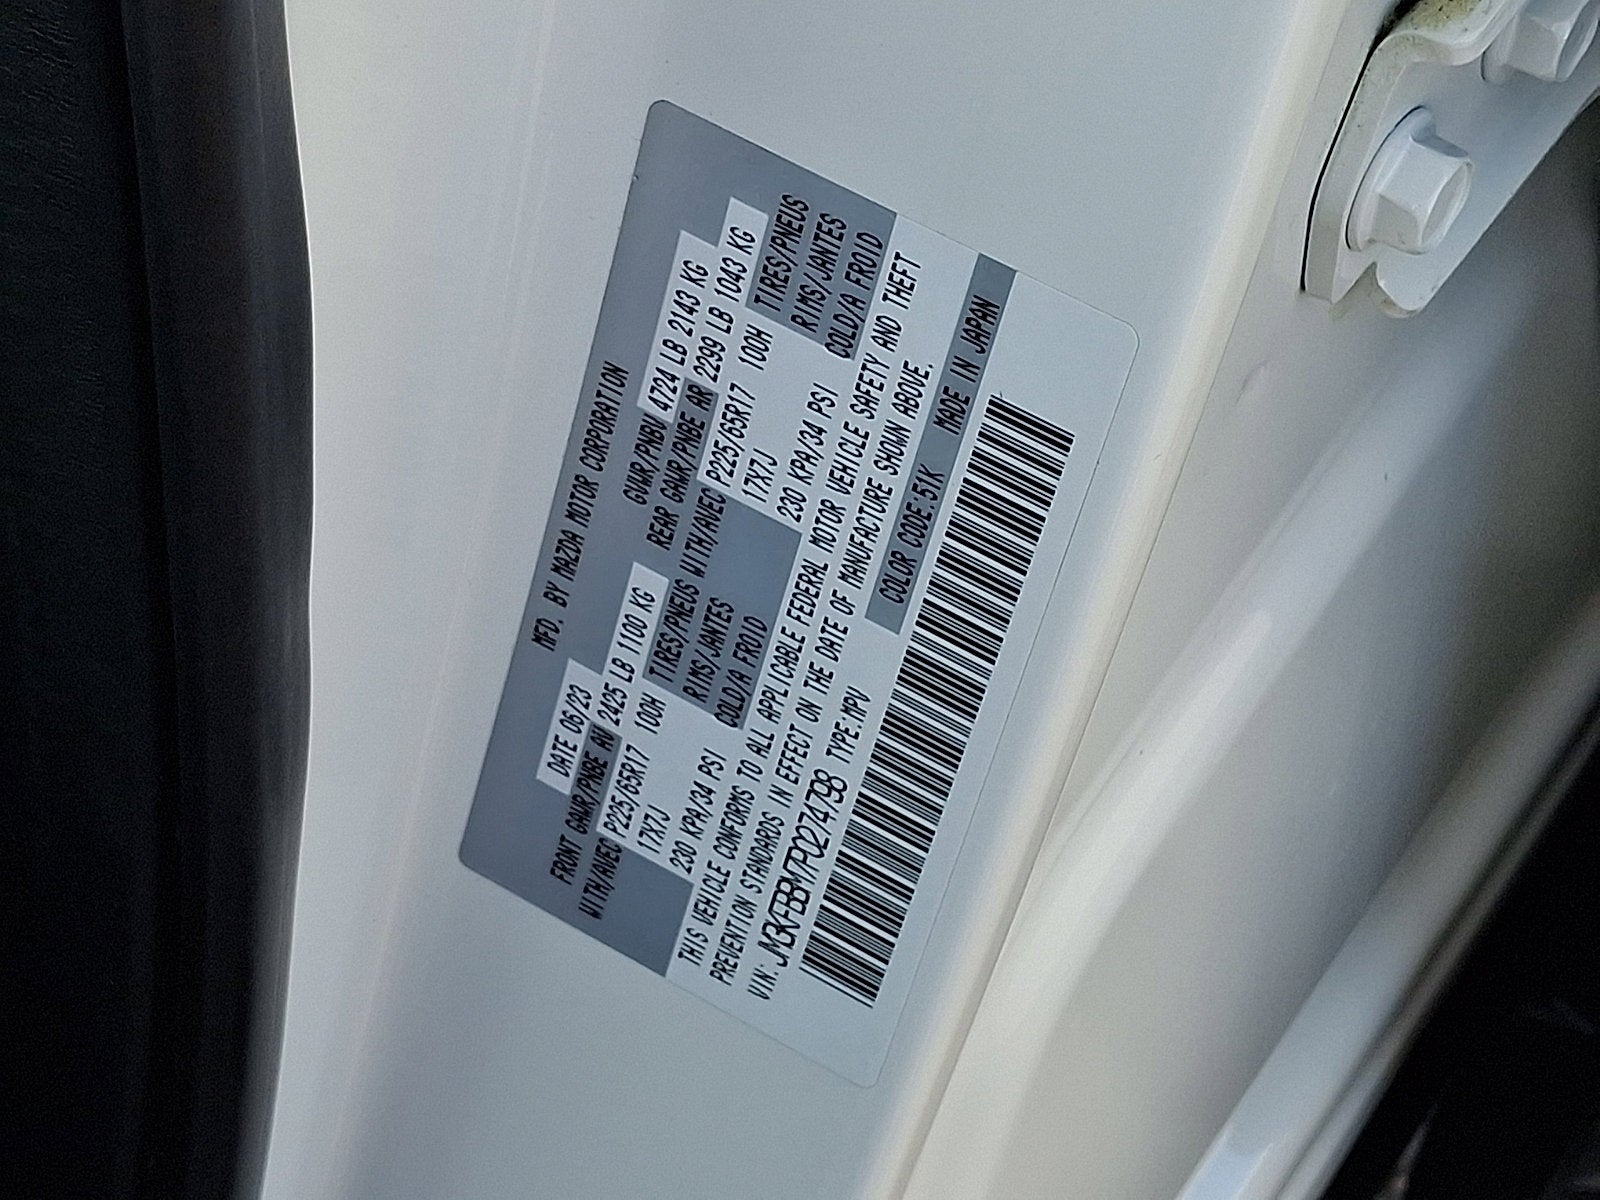 MFD. BY MAZDA MOTOR CORPORATION
DATE 06/23 GVWR/PNBV 4724 LB 2143 KG
FRONT GAWR/PNBE AV 2425 LB 1100 KG REAR GAWR/PNBE AR 2299 LB 1043 KG
WITH/AVEC P225/65R17 100H TIRES/PNEUS WITH/AVEC P225/65R17 100H TIRES/PNEUS
17X7J RIMS/JANTES 17X7J RIMS/JANTES
230 KPA/34 PSI COLD/A FROID 230 KPA/34 PSI COLD/A FROID
THIS VEHICLE CONFORMS TO ALL APPLICABLE FEDERAL MOTOR VEHICLE SAFETY AND THEFT
PREVENTION STANDARDS IN EFFECT ON THE DATE OF MANUFACTURE SHOWN ABOVE.
VIN: JM3KFBBM7P0274798 TYPE:MPV COLOR CODE:51K MADE IN JAPAN